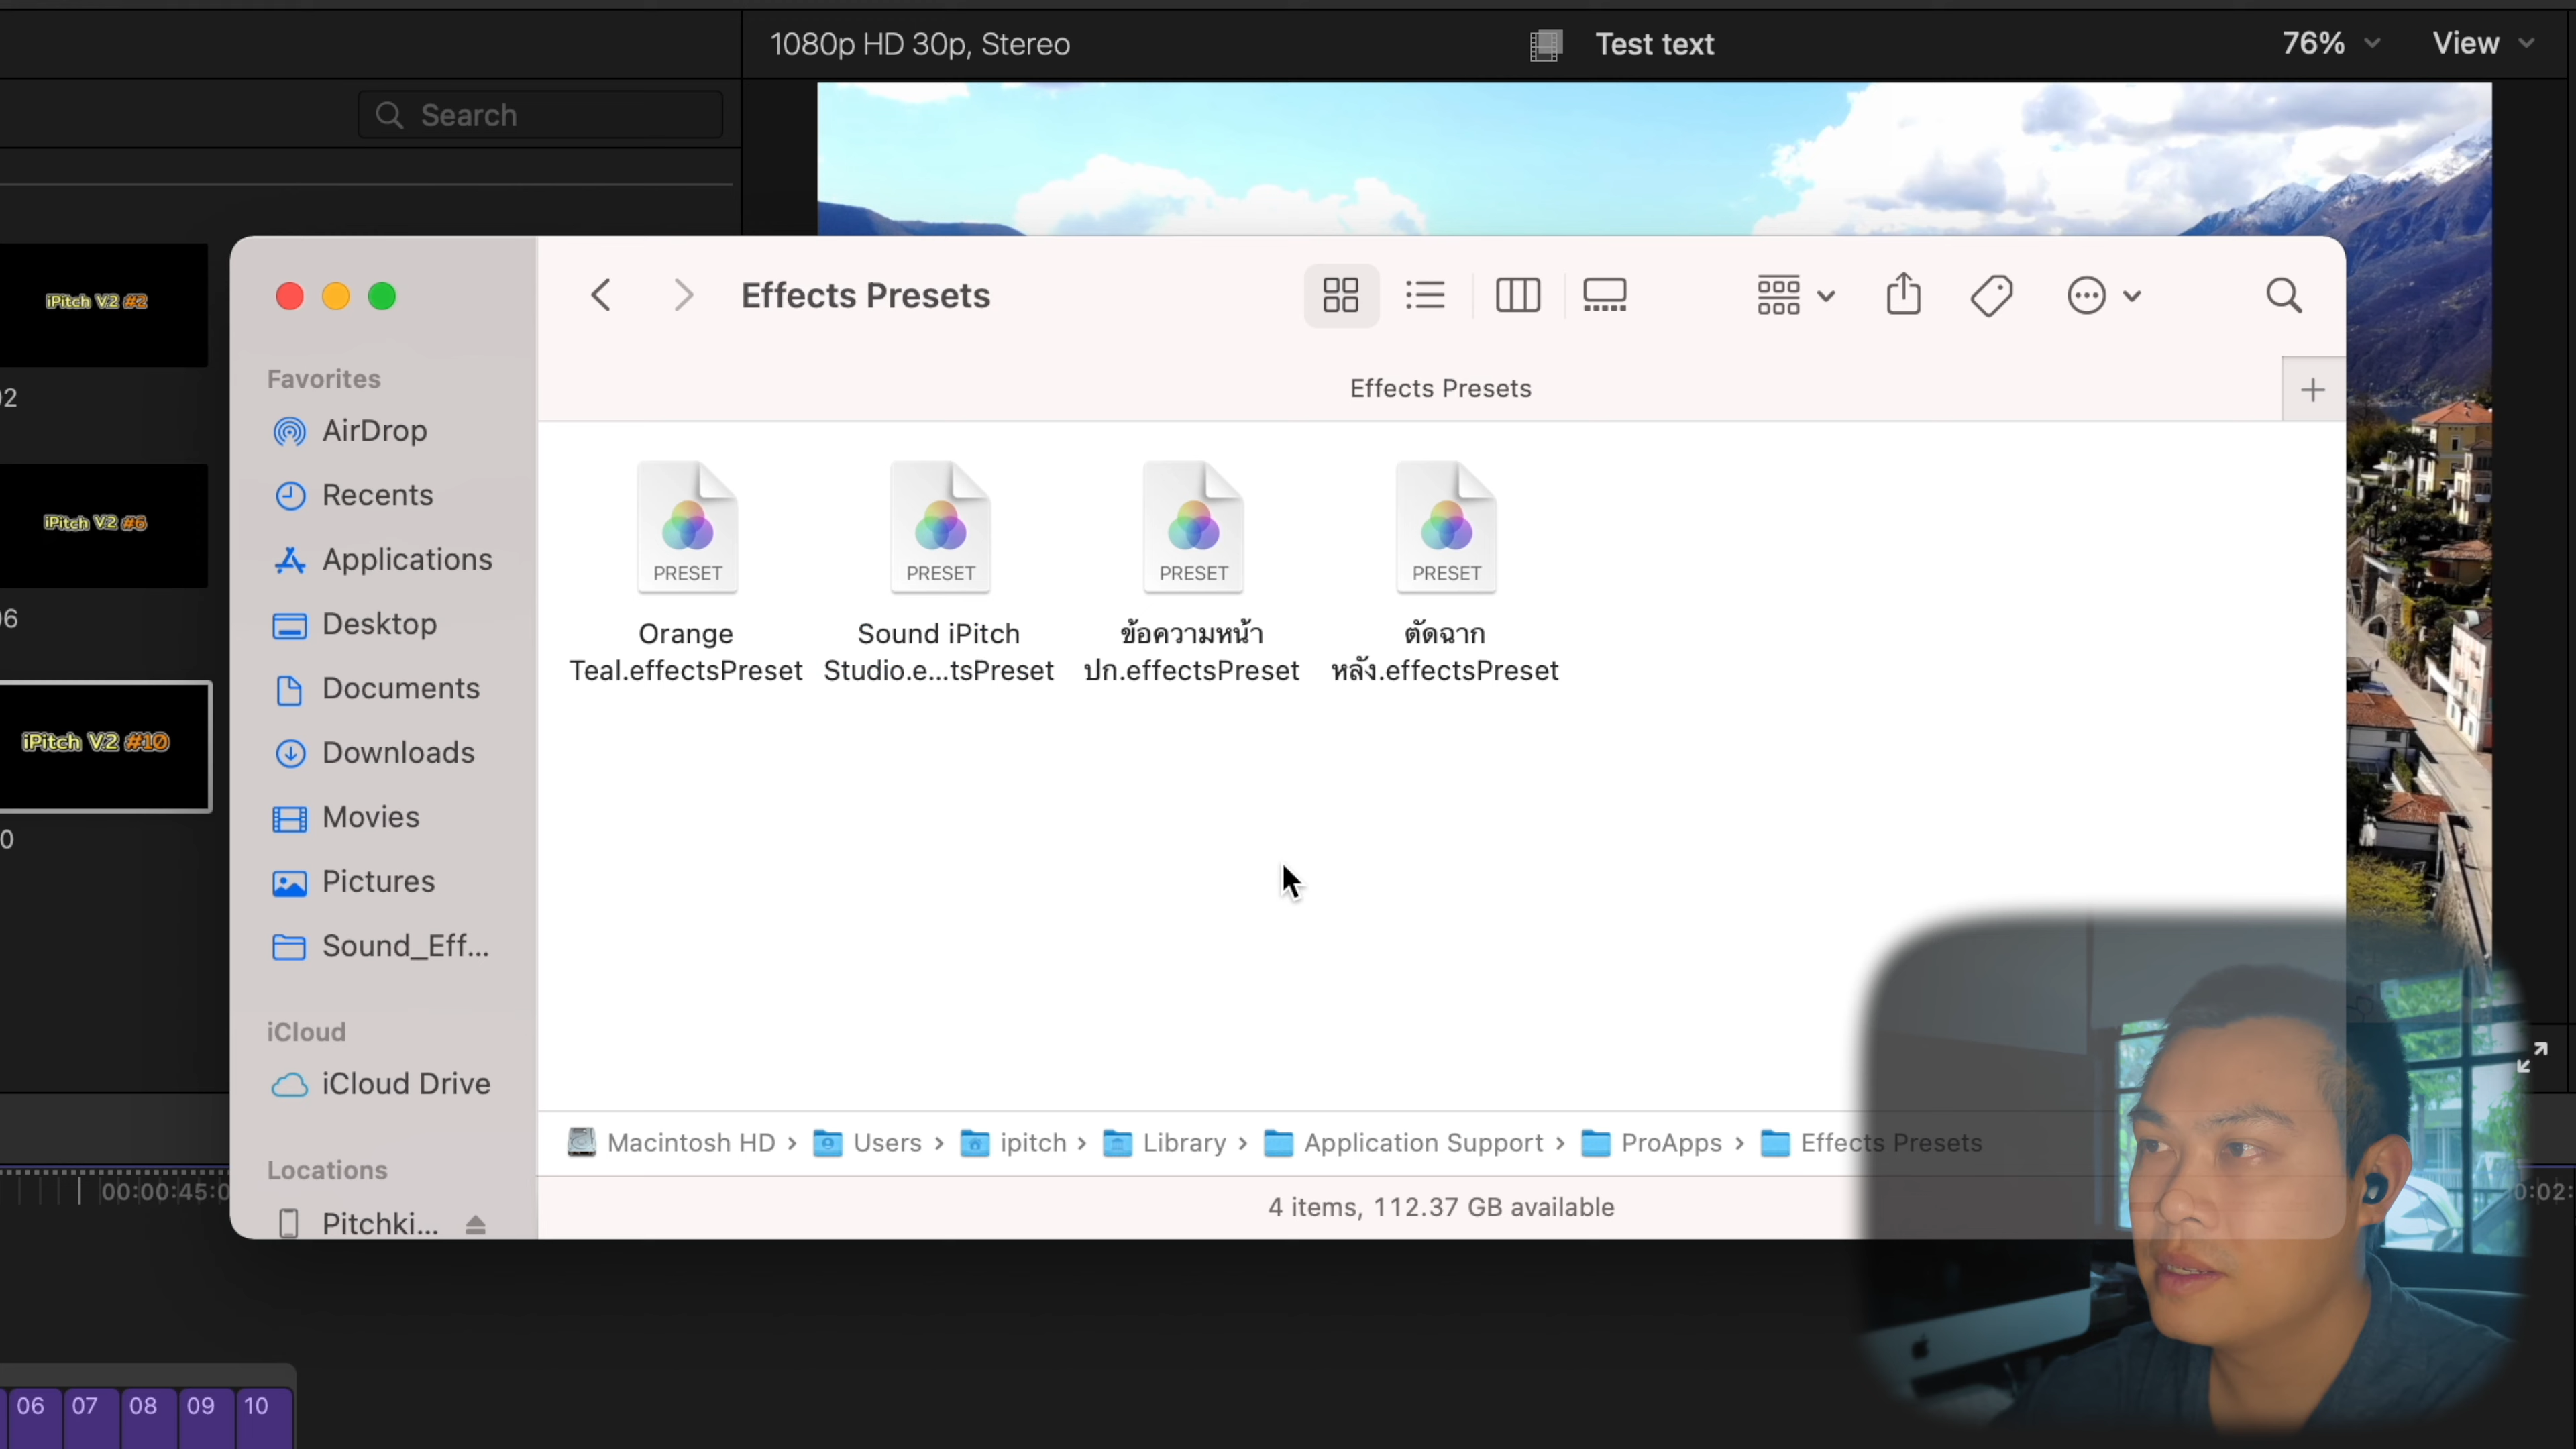 1080p HD 30p, Stereo
Test text
76%
View
Search
iPitch V.2 #2
02
iPitch V.2 #6
06
iPitch V.2 #10
0
Effects Presets
Effects Presets
Favorites
AirDrop
Recents
Applications
Desktop
Documents
Downloads
Movies
Pictures
Sound_Eff...
iCloud
iCloud Drive
Locations
Pitchki...
PRESET
Orange
Teal.effectsPreset
PRESET
Sound iPitch
Studio.e...tsPreset
PRESET
ข้อความหน้า
ปก.effectsPreset
PRESET
ตัดฉาก
หลัง.effectsPreset
Macintosh HD › Users › ipitch › Library › Application Support › ProApps › Effects Presets
4 items, 112.37 GB available
00:00:45:0
0:02:
06 07 08 09 10